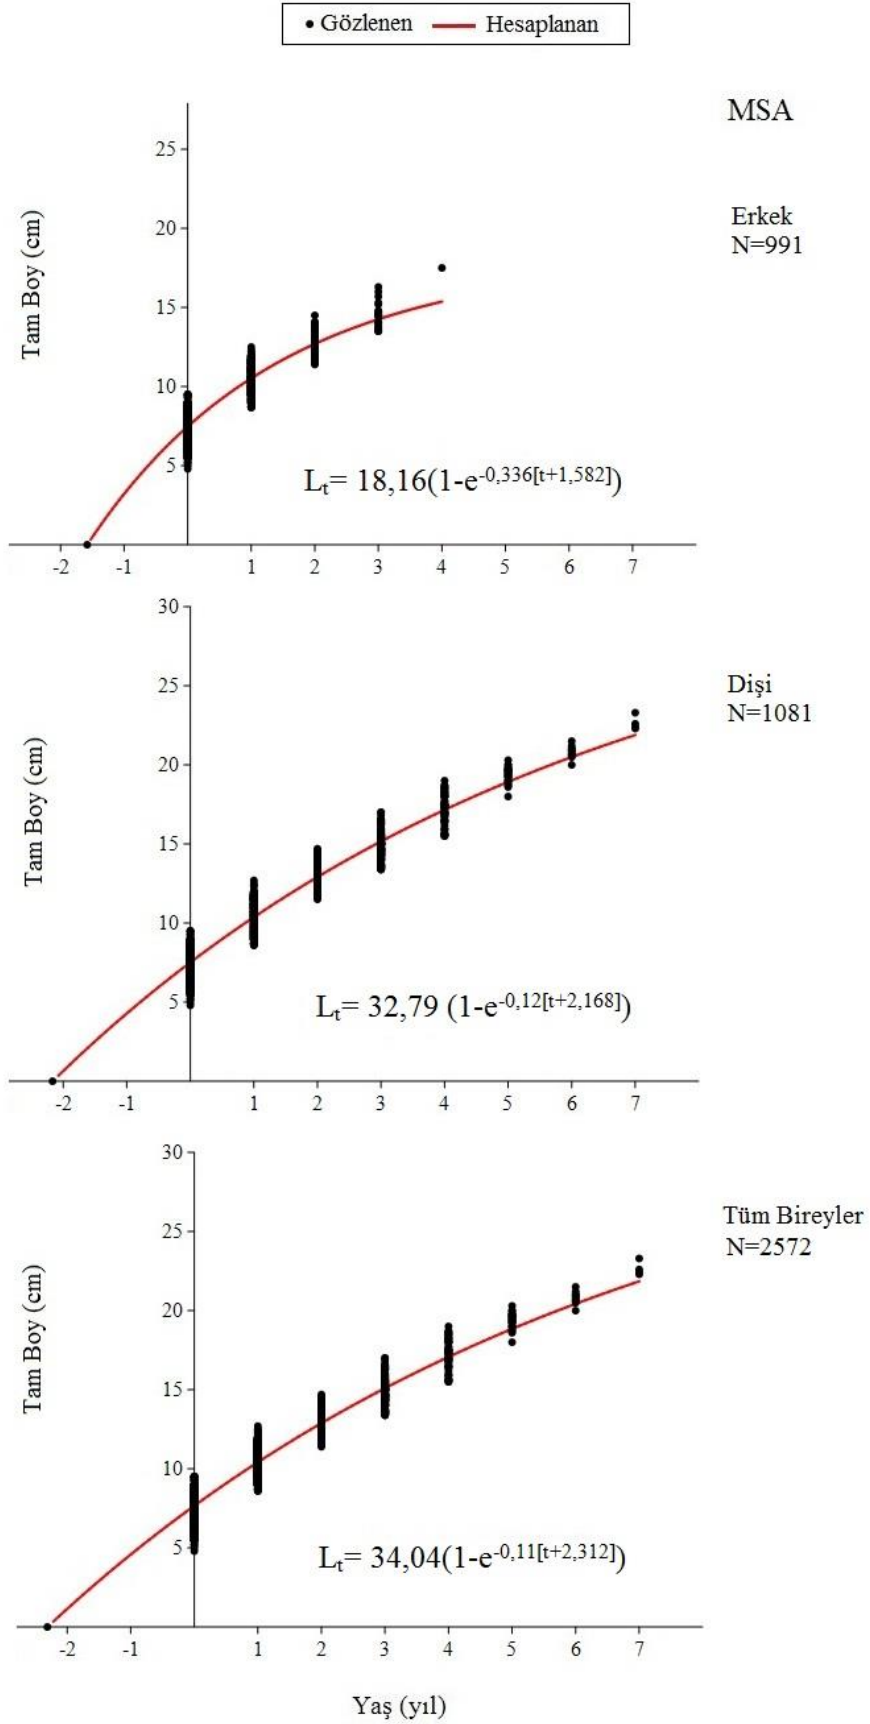 Gözlenen Hesaplanan
MSA
Erkek
N=991
Tam Boy (cm)
25
20
15
10
5
Lt= 18,16(1-e-0,336[t+1,582])
-2 -1 1 2 3 4 5 6 7
Dişi
N=1081
Tam Boy (cm)
30
25
20
15
10
5
Lt= 32,79 (1-e-0,12[t+2,168])
-2 -1 1 2 3 4 5 6 7
Tüm Bireyler
N=2572
Tam Boy (cm)
30
25
20
15
10
5
Lt= 34,04(1-e-0,11[t+2,312])
-2 -1 1 2 3 4 5 6 7
Yaş (yıl)